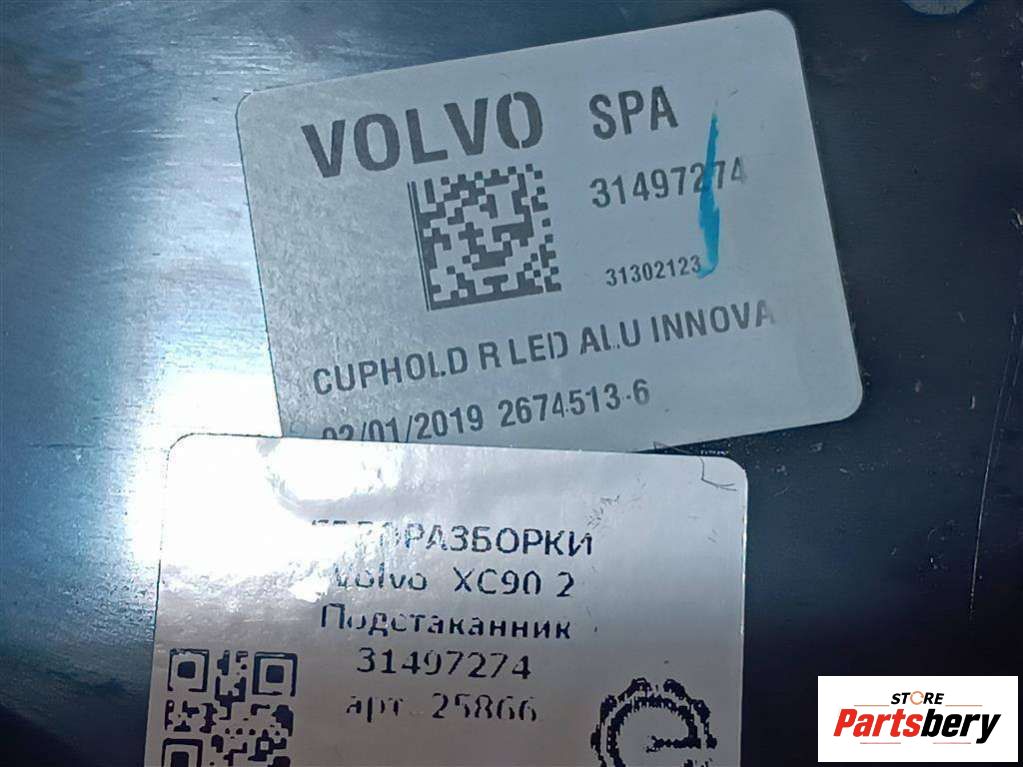 VOLVO SPA
31497274
31302123
CUPHOLD R LED ALU INNOVA
02/01/2019 2674513-6
Volvo XC90 2
Подстаканник
31497274
арт 25866
STORE
Partsbery